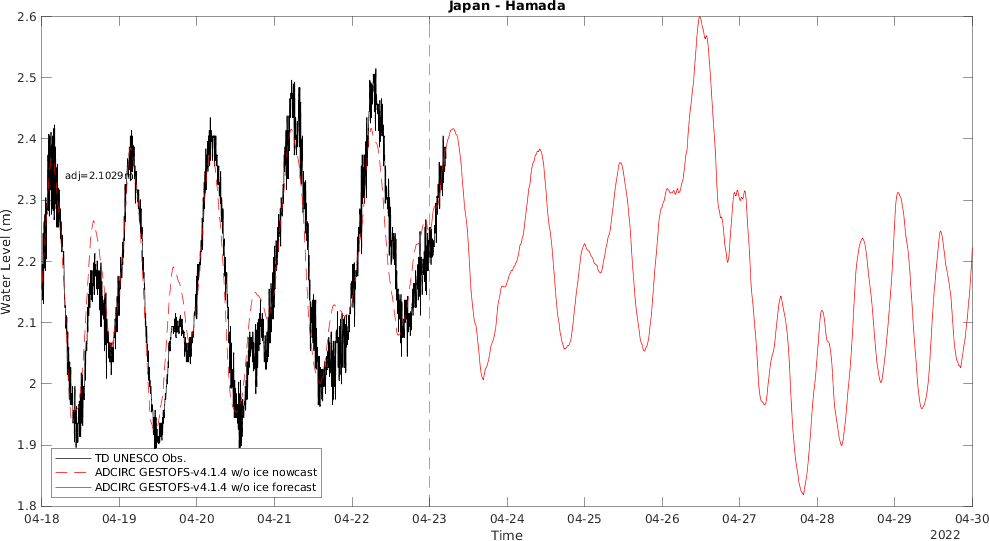 Japan - Hamada
2.6
2.5
2.4
2.3
2.2
2.1
2
1.9
1.8
Water Level (m)
adj=2.1029m
TD UNESCO Obs.
ADCIRC GESTOFS-v4.1.4 w/o ice nowcast
ADCIRC GESTOFS-v4.1.4 w/o ice forecast
04-18 04-19 04-20 04-21 04-22 04-23 04-24 04-25 04-26 04-27 04-28 04-29 04-30
Time
2022